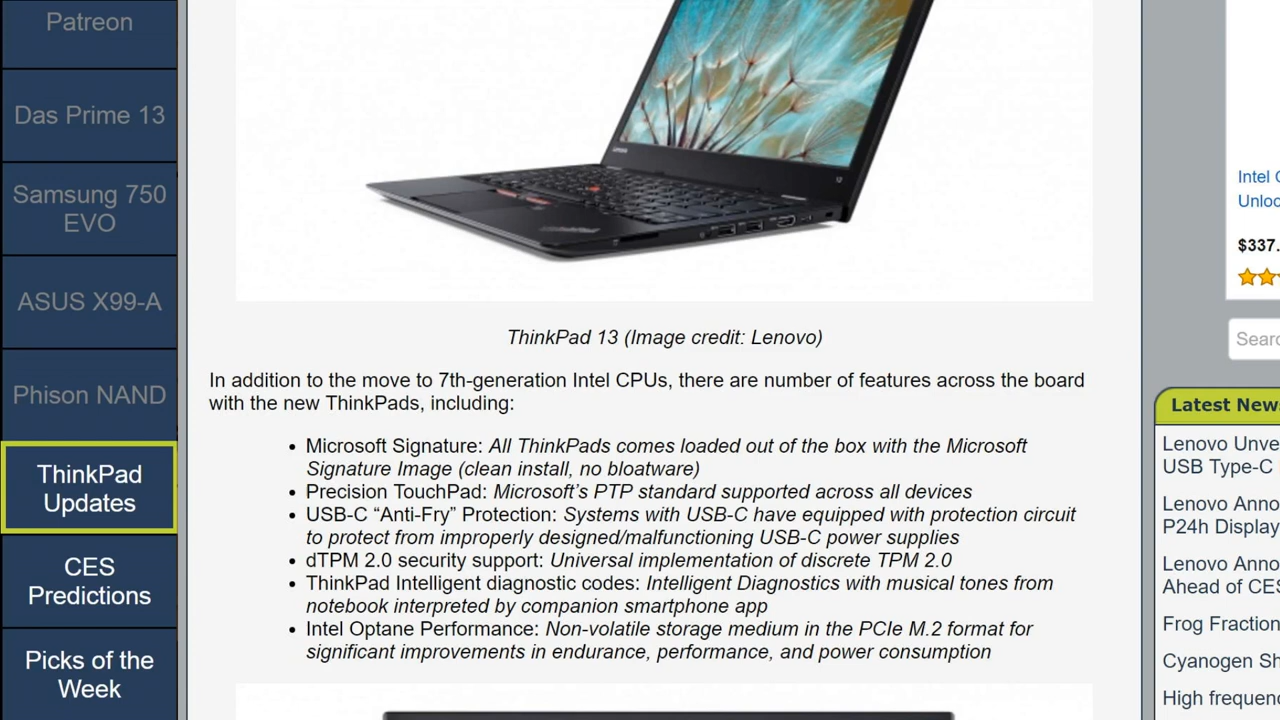 Patreon
Das Prime 13
Samsung 750
EVO
ASUS X99-A
Phison NAND
ThinkPad
Updates
CES
Predictions
Picks of the
Week
ThinkPad 13 (Image credit: Lenovo)
In addition to the move to 7th-generation Intel CPUs, there are number of features across the board
with the new ThinkPads, including:
• Microsoft Signature: All ThinkPads comes loaded out of the box with the Microsoft
Signature Image (clean install, no bloatware)
• Precision TouchPad: Microsoft's PTP standard supported across all devices
• USB-C “Anti-Fry” Protection: Systems with USB-C have equipped with protection circuit
to protect from improperly designed/malfunctioning USB-C power supplies
• dTPM 2.0 security support: Universal implementation of discrete TPM 2.0
• ThinkPad Intelligent diagnostic codes: Intelligent Diagnostics with musical tones from
notebook interpreted by companion smartphone app
• Intel Optane Performance: Non-volatile storage medium in the PCIe M.2 format for
significant improvements in endurance, performance, and power consumption
Intel
Unloc
$337.
Searc
Latest News
Lenovo Unve
USB Type-C
Lenovo Anno
P24h Display
Lenovo Anno
Ahead of CES
Frog Fraction
Cyanogen Sh
High frequenc